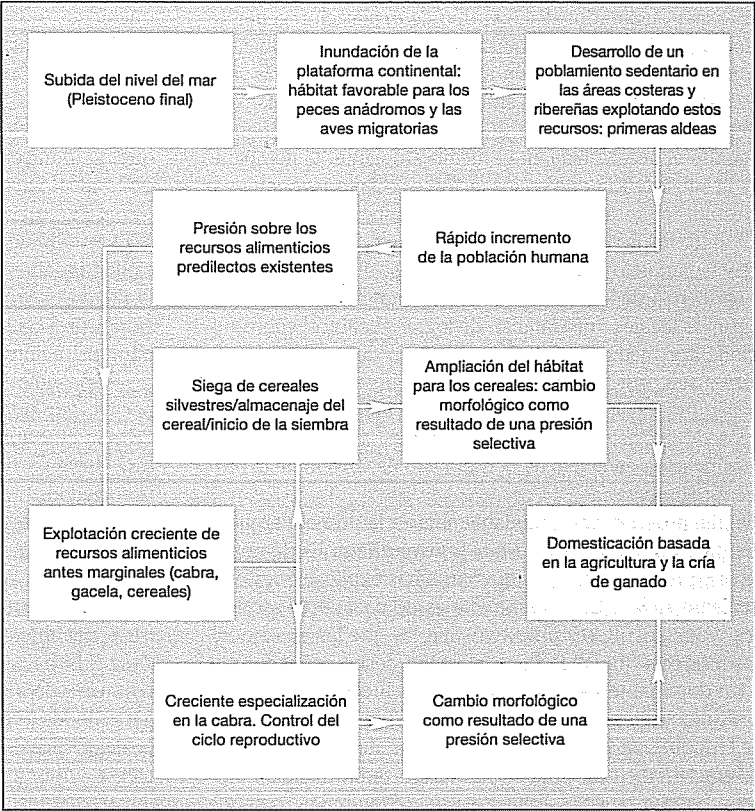 Subida del nivel del mar
(Pleistoceno final)
Inundación de la
plataforma continental:
hábitat favorable para los
peces anádromos y las
aves migratorias
Desarrollo de un
poblamiento sedentario en
las áreas costeras y
ribereñas explotando estos
recursos: primeras aldeas
Presión sobre los
recursos alimenticios
predilectos existentes
Rápido incremento
de la población humana
Siega de cereales
silvestres/almacenaje del
cereal/inicio de la siembra
Ampliación del hábitat
para los cereales: cambio
morfológico como
resultado de una presión
selectiva
Explotación creciente de
recursos alimenticios
antes marginales (cabra,
gacela, cereales)
Domesticación basada
en la agricultura y la cría
de ganado
Creciente especialización
en la cabra. Control del
ciclo reproductivo
Cambio morfológico
como resultado de una
presión selectiva